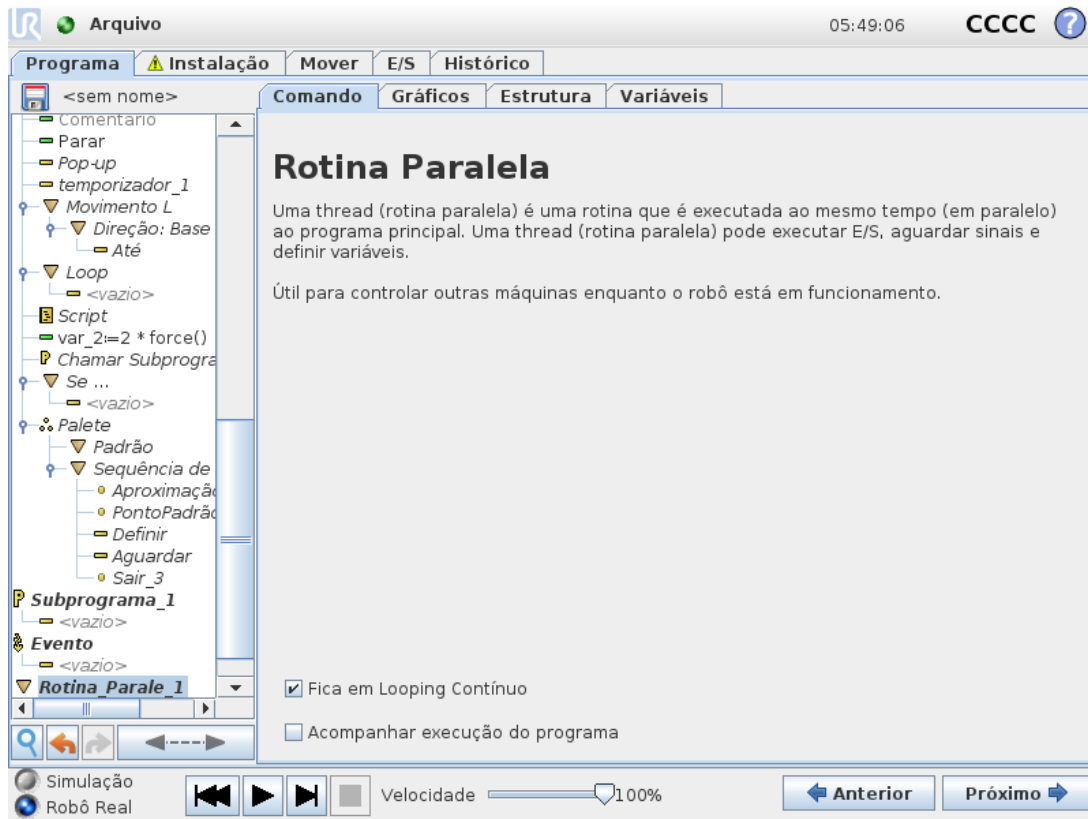 UR Arquivo 05:49:06 CCCC ?
Programa Instalação Mover E/S Histórico
<sem nome>
Comando Gráficos Estrutura Variáveis
Comentário
Parar
Pop-up
temporizador_1
Movimento L
Direção: Base
Até
Loop
<vazio>
Script
var_2:=2 * force()
Chamar Subprogra
Se ...
<vazio>
Palete
Padrão
Sequência de
Aproximação
PontoPadrão
Definir
Aguardar
Sair_3
Subprograma_1
<vazio>
Evento
<vazio>
Rotina_Parale_1
Rotina Paralela
Uma thread (rotina paralela) é uma rotina que é executada ao mesmo tempo (em paralelo)
ao programa principal. Uma thread (rotina paralela) pode executar E/S, aguardar sinais e
definir variáveis.
Útil para controlar outras máquinas enquanto o robô está em funcionamento.
Fica em Looping Contínuo
Acompanhar execução do programa
Simulação
Robô Real
Velocidade 100%
Anterior Próximo